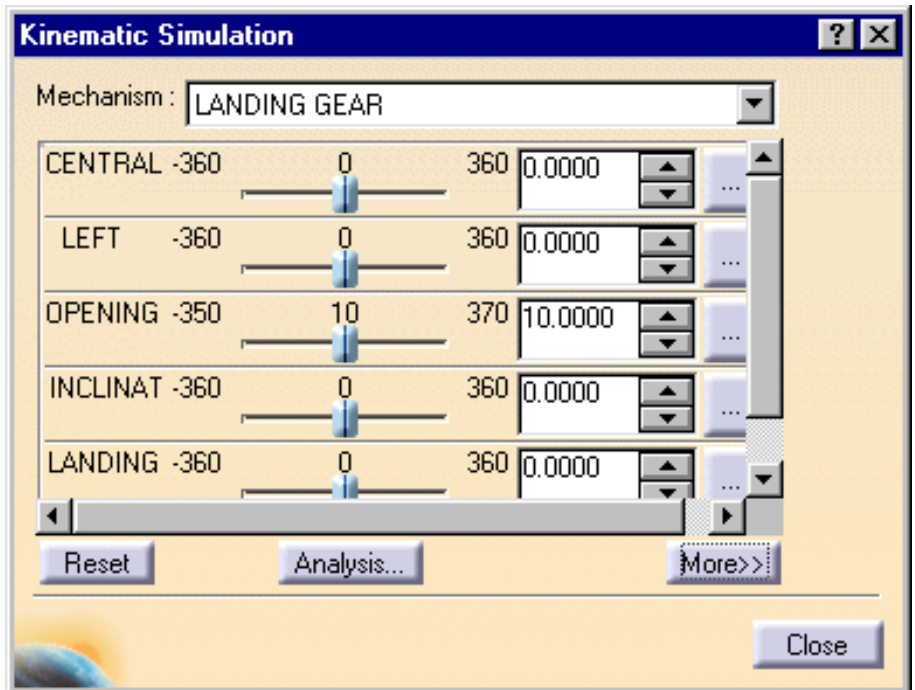 Kinematic Simulation ? X
Mechanism : LANDING GEAR
CENTRAL -360 0 360 0.0000 ...
LEFT -360 0 360 0.0000 ...
OPENING -350 10 370 10.0000 ...
INCLINAT -360 0 360 0.0000 ...
LANDING -360 0 360 0.0000 ...
Reset Analysis... More>>
Close